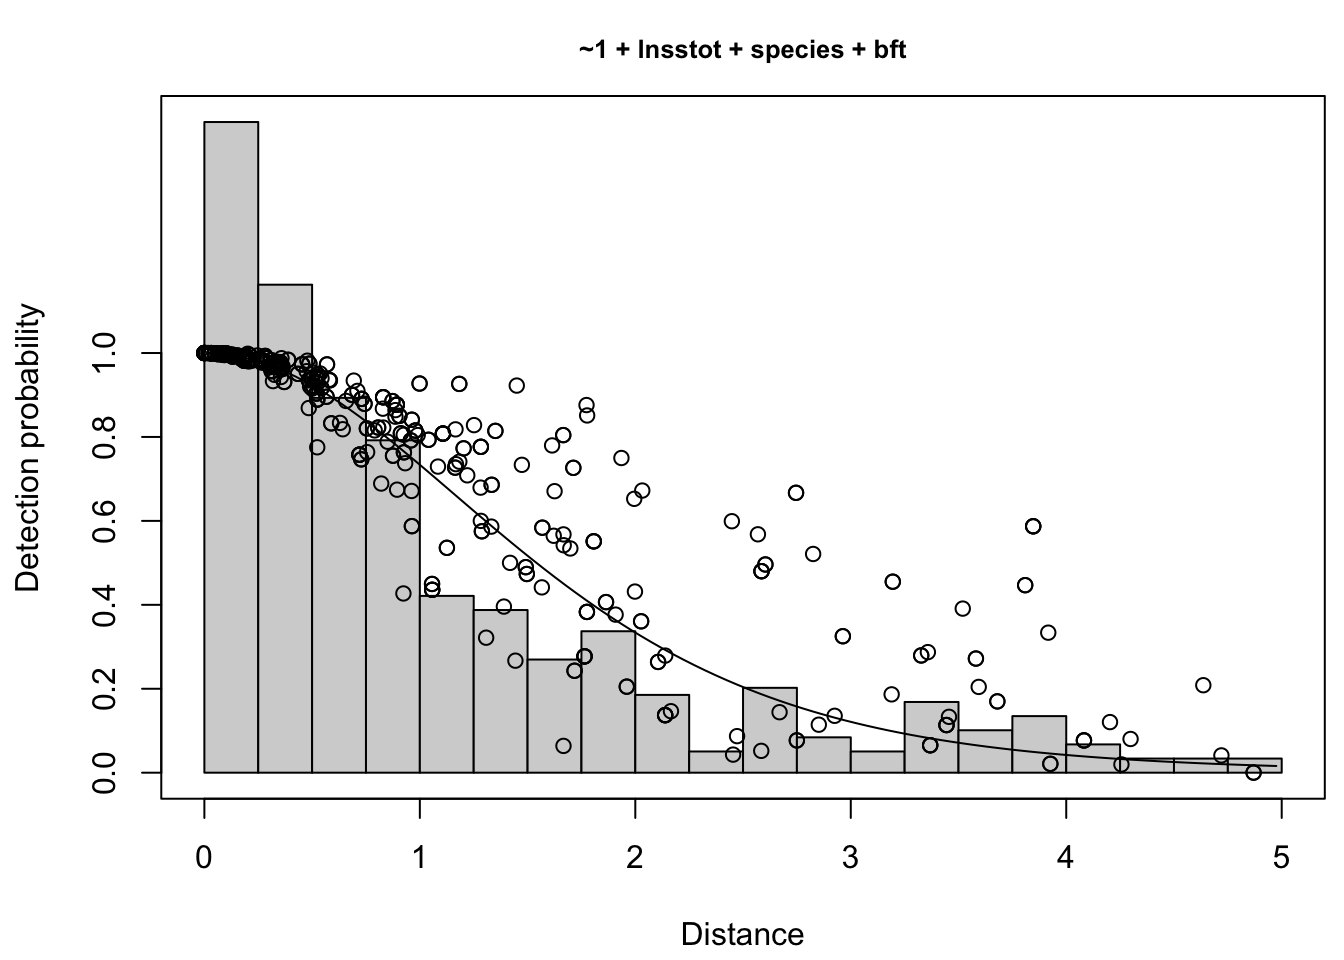 ~1 + lnsstot + species + bft
Detection probability
1.0
0.8
0.6
0.4
0.2
0.0
0 1 2 3 4 5
Distance